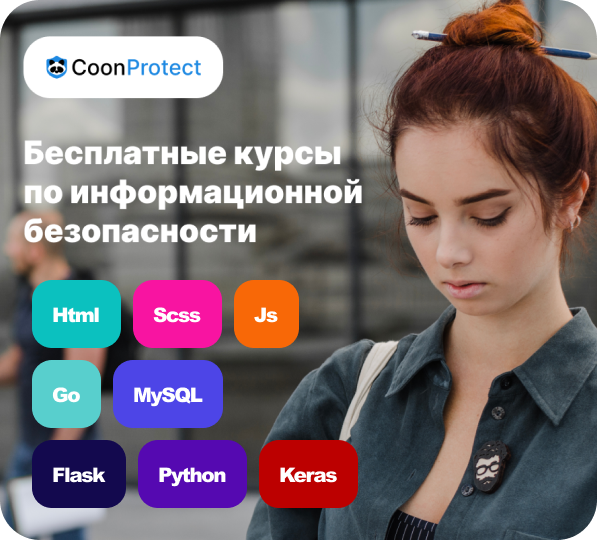 CoonProtect
Бесплатные курсы
по информационной
безопасности
Html Scss Js
Go MySQL
Flask Python Keras